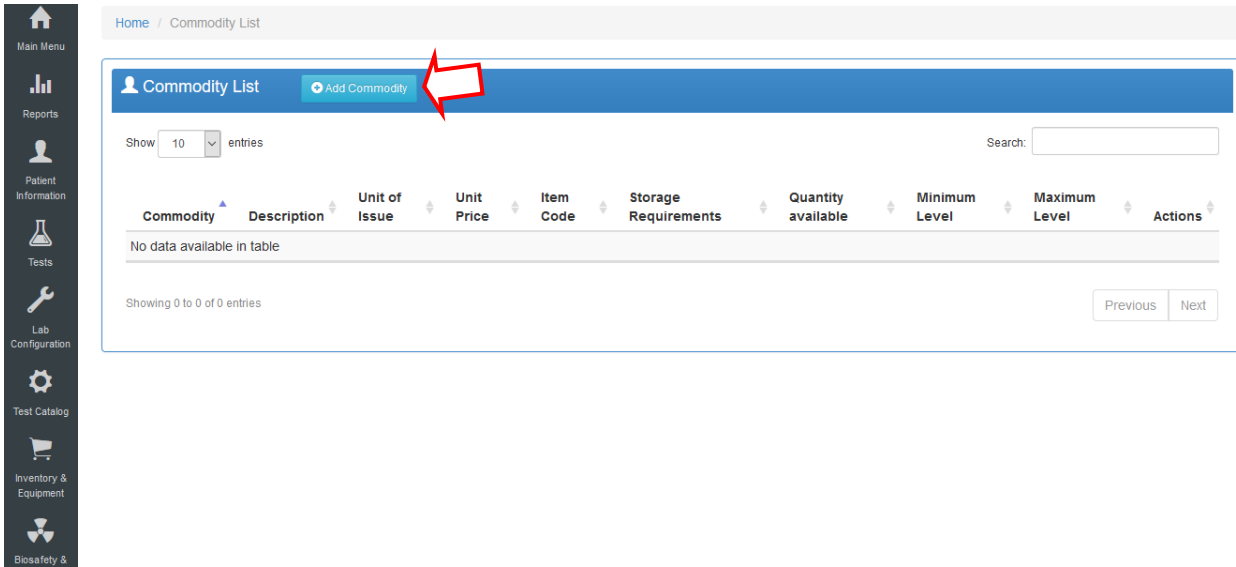 Main Menu
Reports
Patient
Information
Tests
Lab
Configuration
Test Catalog
Inventory &
Equipment
Biosafety &
Home / Commodity List
Commodity List
Add Commodity
Show 10 entries
Search:
Commodity Description Unit of Issue Unit Price Item Code Storage Requirements Quantity available Minimum Level Maximum Level Actions
No data available in table
Showing 0 to 0 of 0 entries
Previous Next